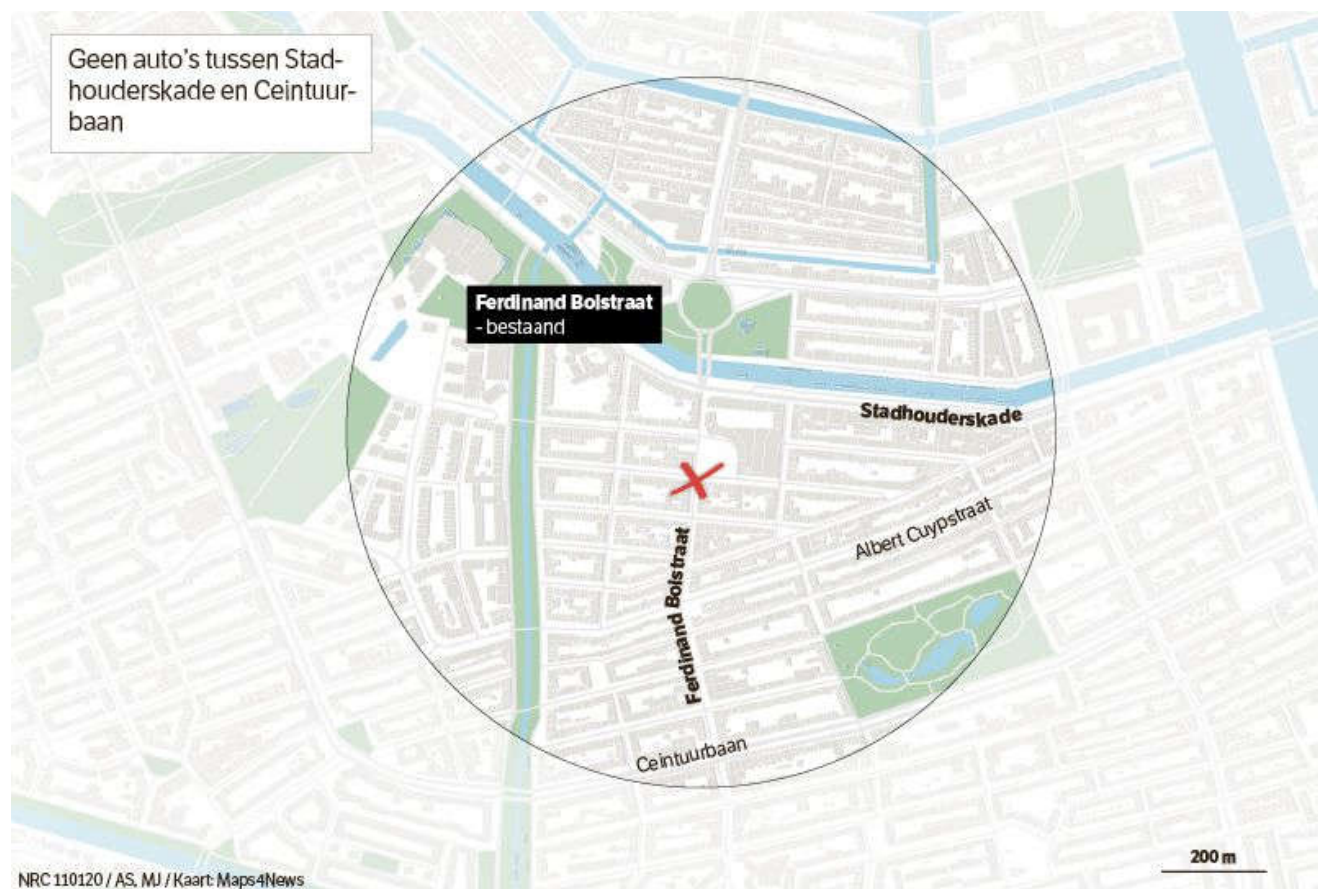 Geen auto's tussen Stad-
houderskade en Ceintuur-
baan
Ferdinand Bolstraat
- bestaand
Stadhouderskade
Albert Cuypstraat
Ferdinand Bolstraat
Ceintuurbaan
200 m
NRC 110120 / AS, MJ / Kaart: Maps4News